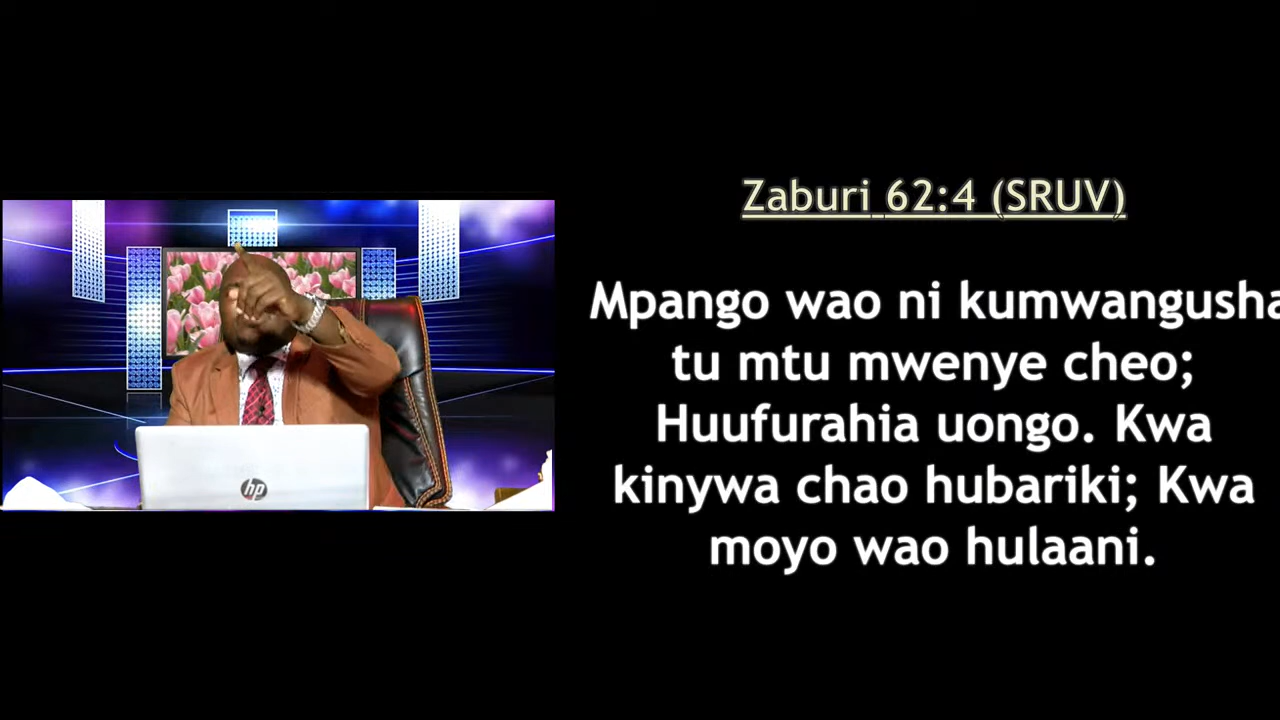 Zaburi 62:4 (SRUV)
Mpango wao ni kumwangusha
tu mtu mwenye cheo;
Huufurahia uongo. Kwa
kinywa chao hubariki; Kwa
moyo wao hulaani.
hp